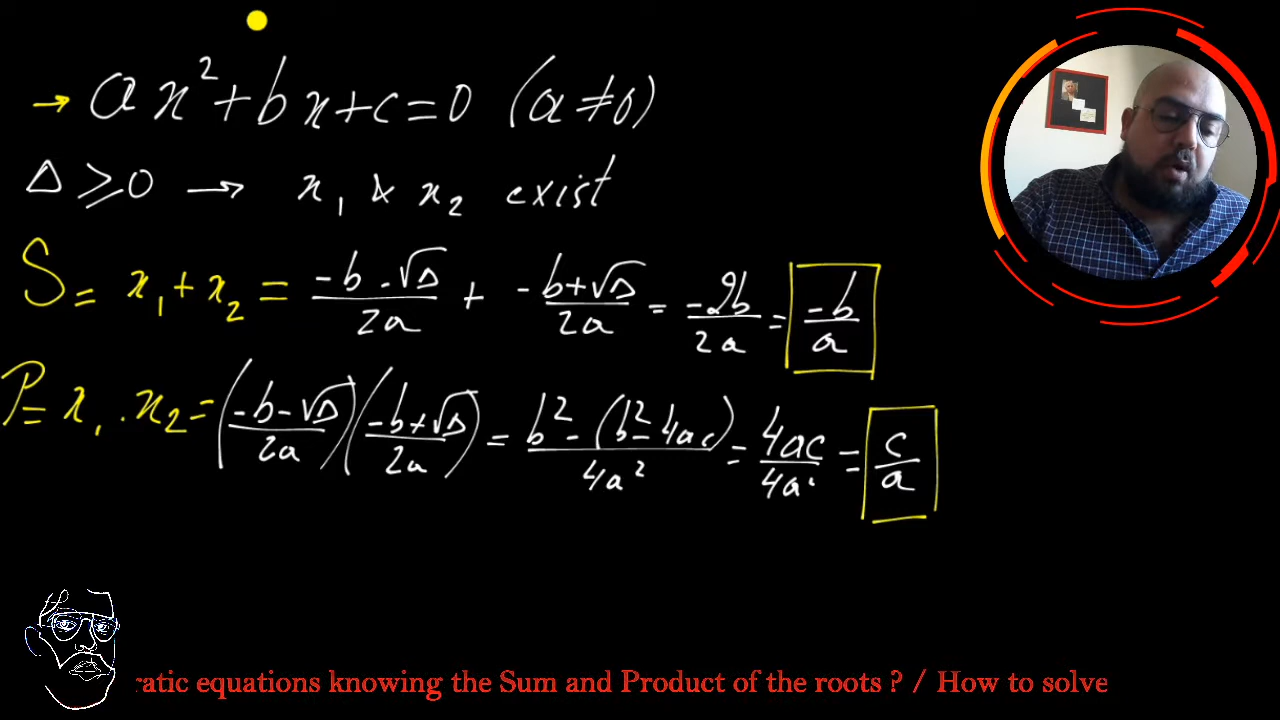 → ax² + bx + c = 0 (a ≠ 0)
Δ ⩾ 0 → x₁ & x₂ exist
S = x₁ + x₂ = (-b - √Δ)/2a + (-b + √Δ)/2a = -2b/2a = -b/a
P = x₁ . x₂ = ((-b - √Δ)/2a)((-b + √Δ)/2a) = (b² - (b² - 4ac))/4a² = 4ac/4a² = c/a
ratic equations knowing the Sum and Product of the roots ? / How to solve